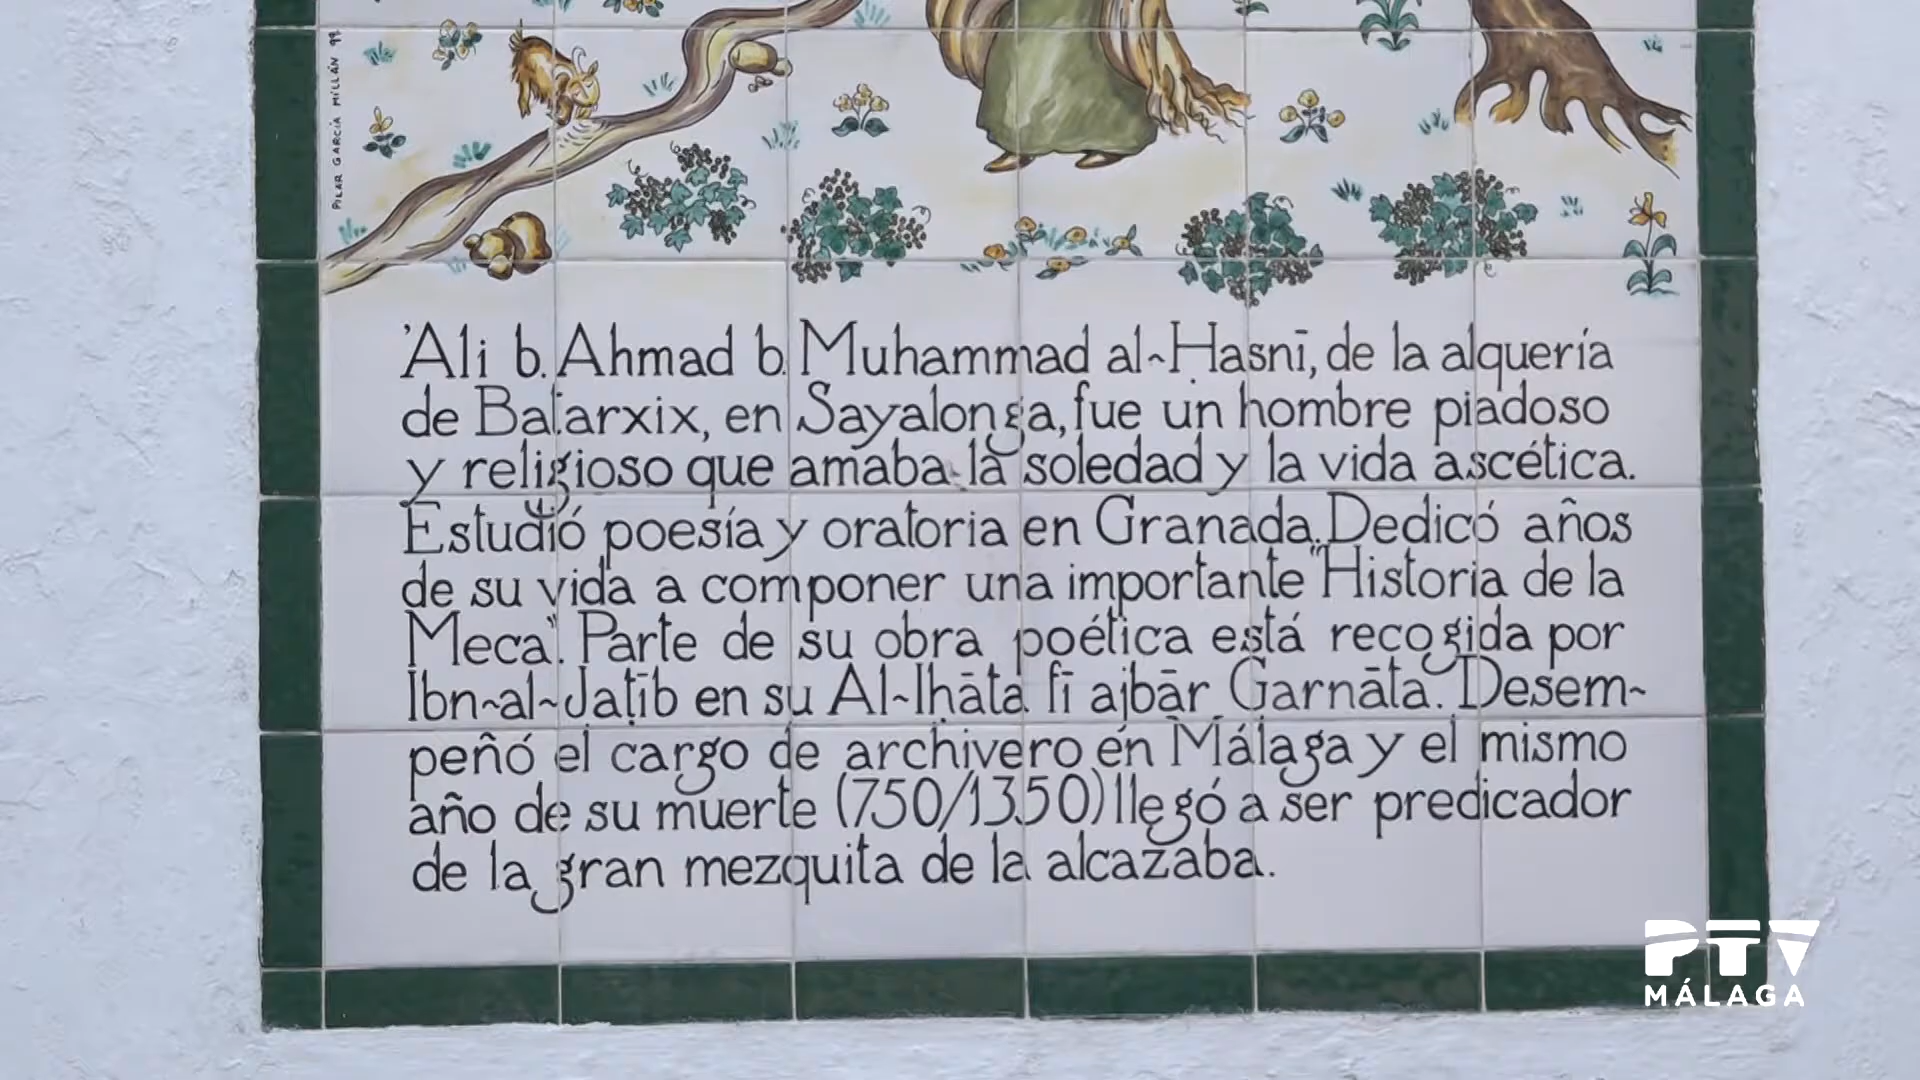 PILAR GARCÍA MILLÁN 99
'Ali b. Ahmad b. Muhammad al-Ḥasnī, de la alquería
de Batarxix, en Sayalonga, fue un hombre piadoso
y religioso que amaba la soledad y la vida ascética.
Estudió poesía y oratoria en Granada. Dedicó años
de su vida a componer una importante "Historia de la
Meca". Parte de su obra poética está recogida por
Ibn-al-Jaṭīb en su Al-Ihāta fī ajbār Garnāta. Desem-
peñó el cargo de archivero en Málaga y el mismo
año de su muerte (750/1350) llegó a ser predicador
de la gran mezquita de la alcazaba.
PTV
MÁLAGA